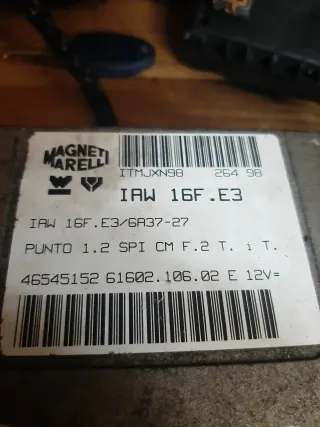 MAGNETI
MARELLI
ITMJXN98 264 98
IAW 16F.E3
IAW 16F.E3/6A37-27
PUNTO 1.2 SPI CM F.2 T. i T.
46545152 61602.106.02 E 12V=